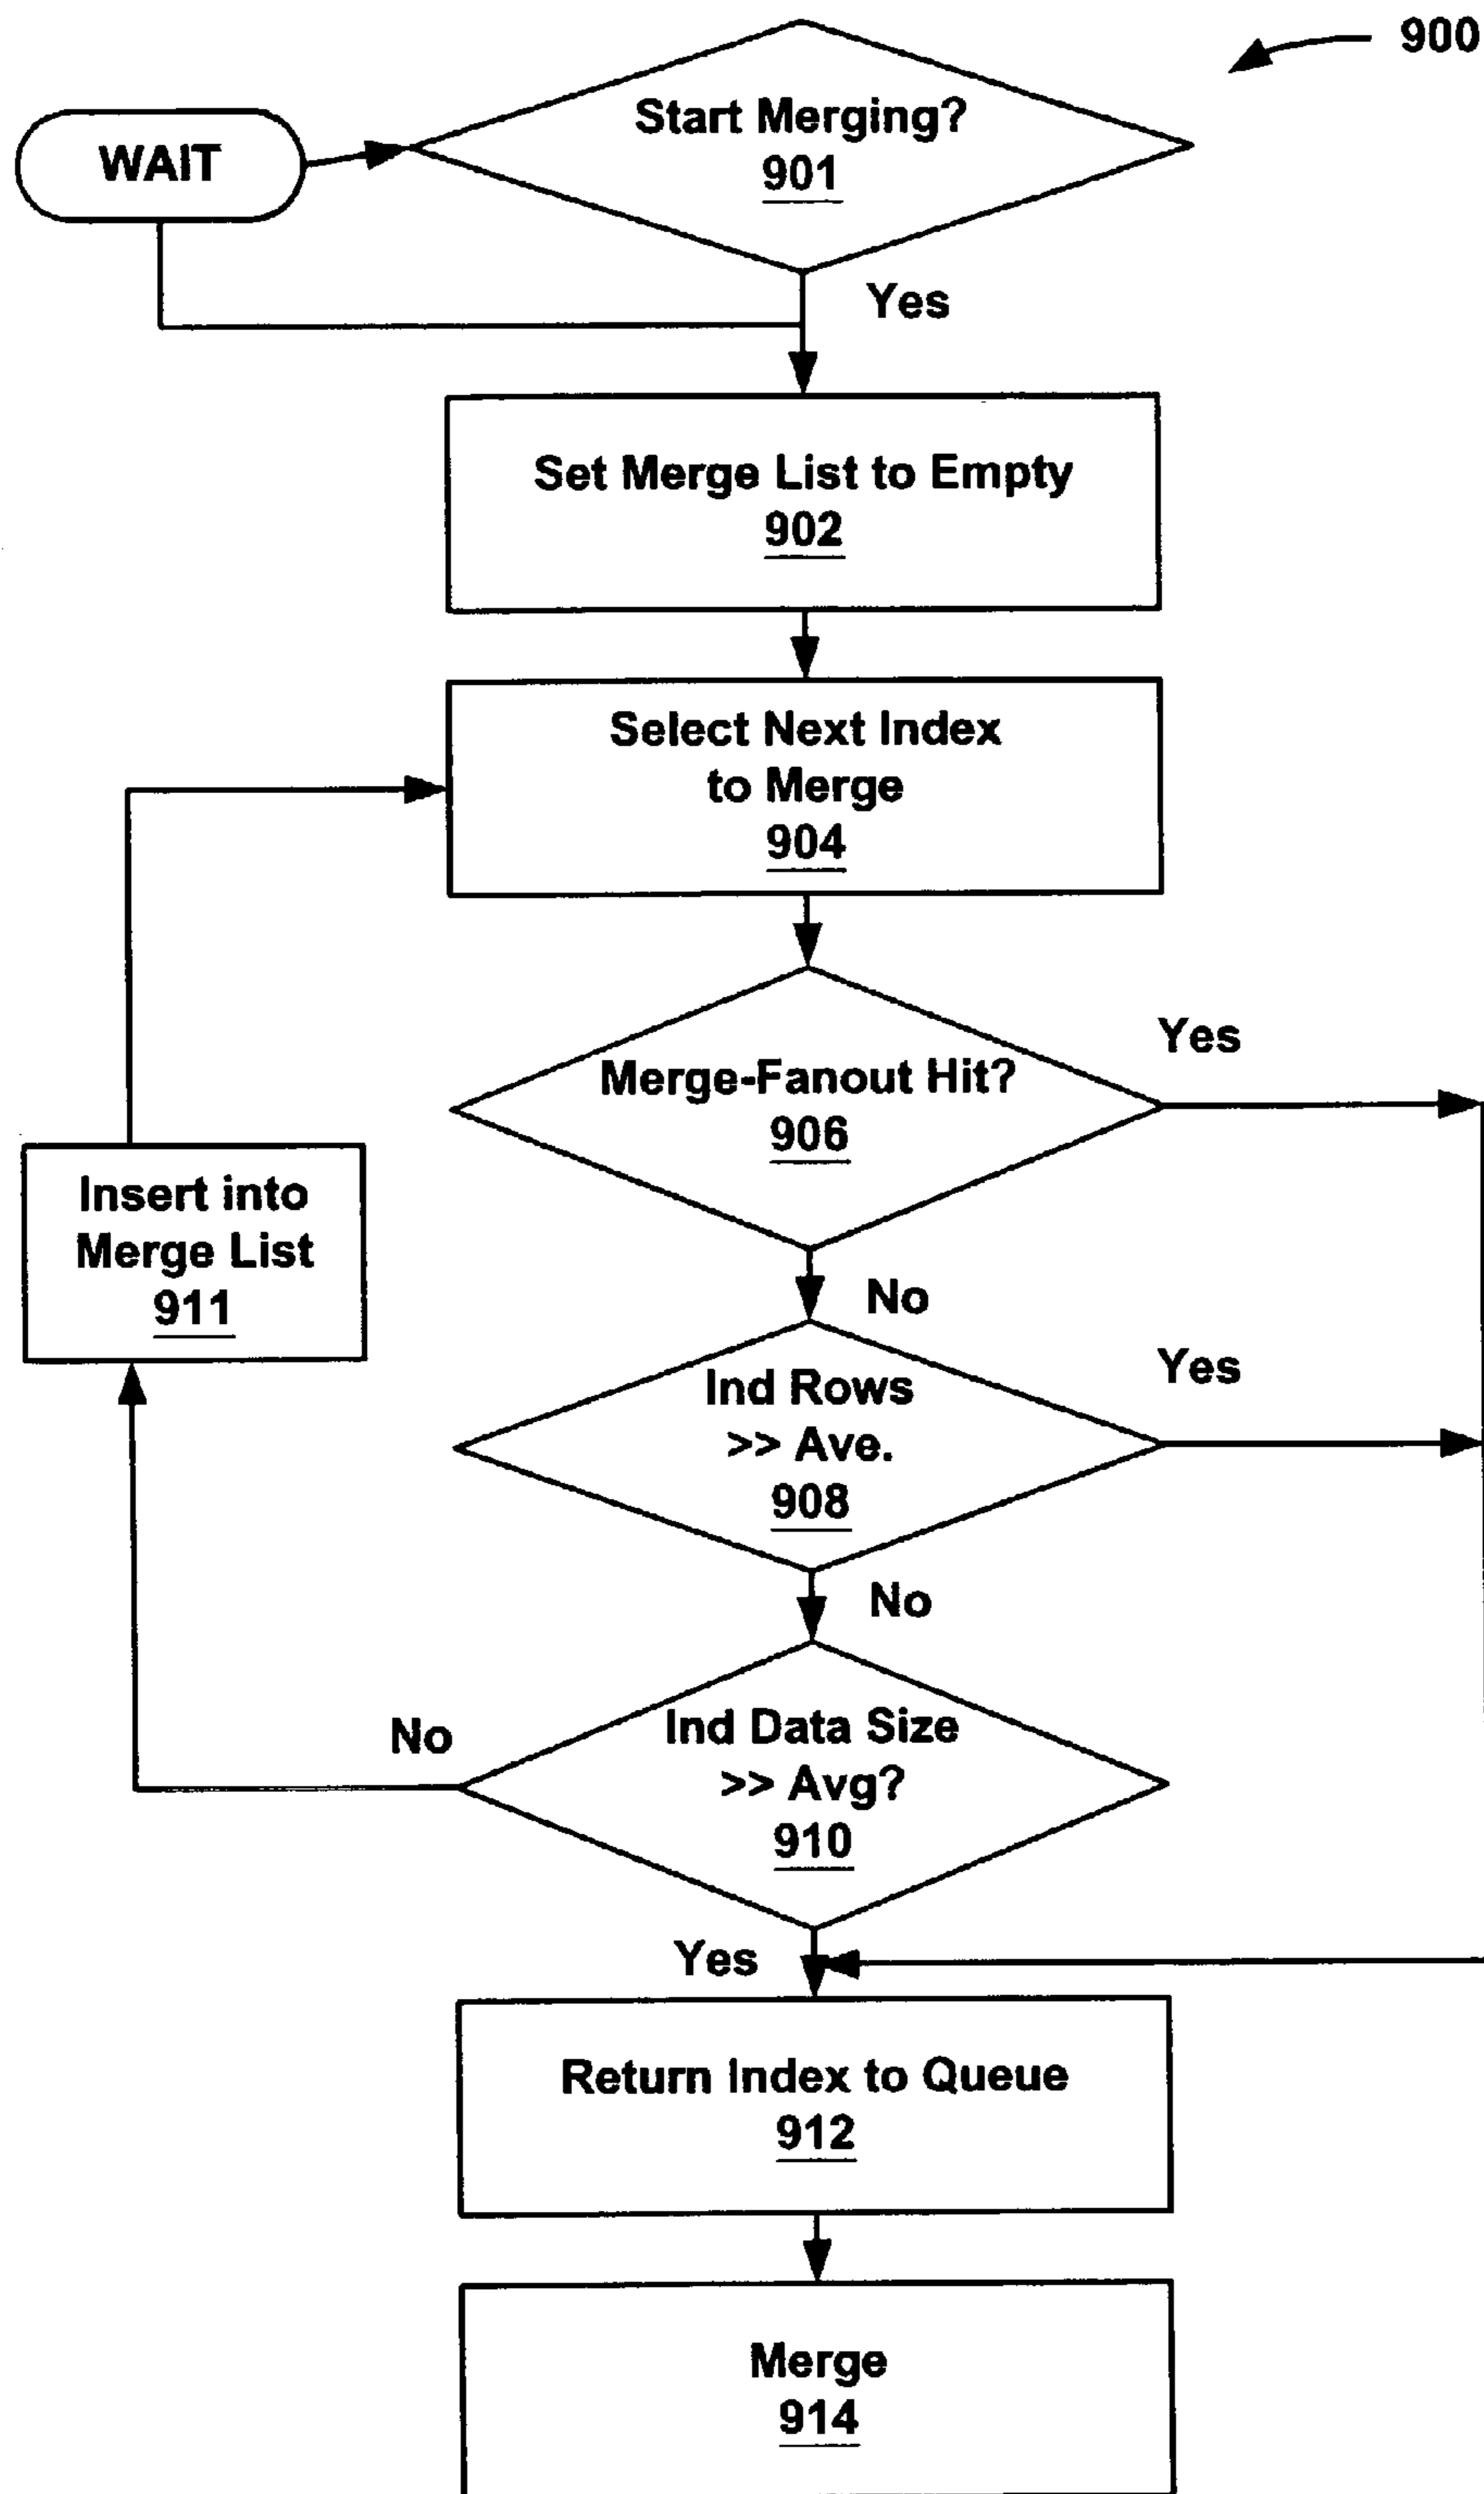 900
Start Merging?
901
WAIT
Yes
Set Merge List to Empty
902
Select Next Index
to Merge
904
Yes
Merge-Fanout Hit?
906
Insert into
Merge List
911
No
Yes
Ind Rows
>> Ave.
908
No
No
Ind Data Size
>> Avg?
910
Yes
Return Index to Queue
912
Merge
914